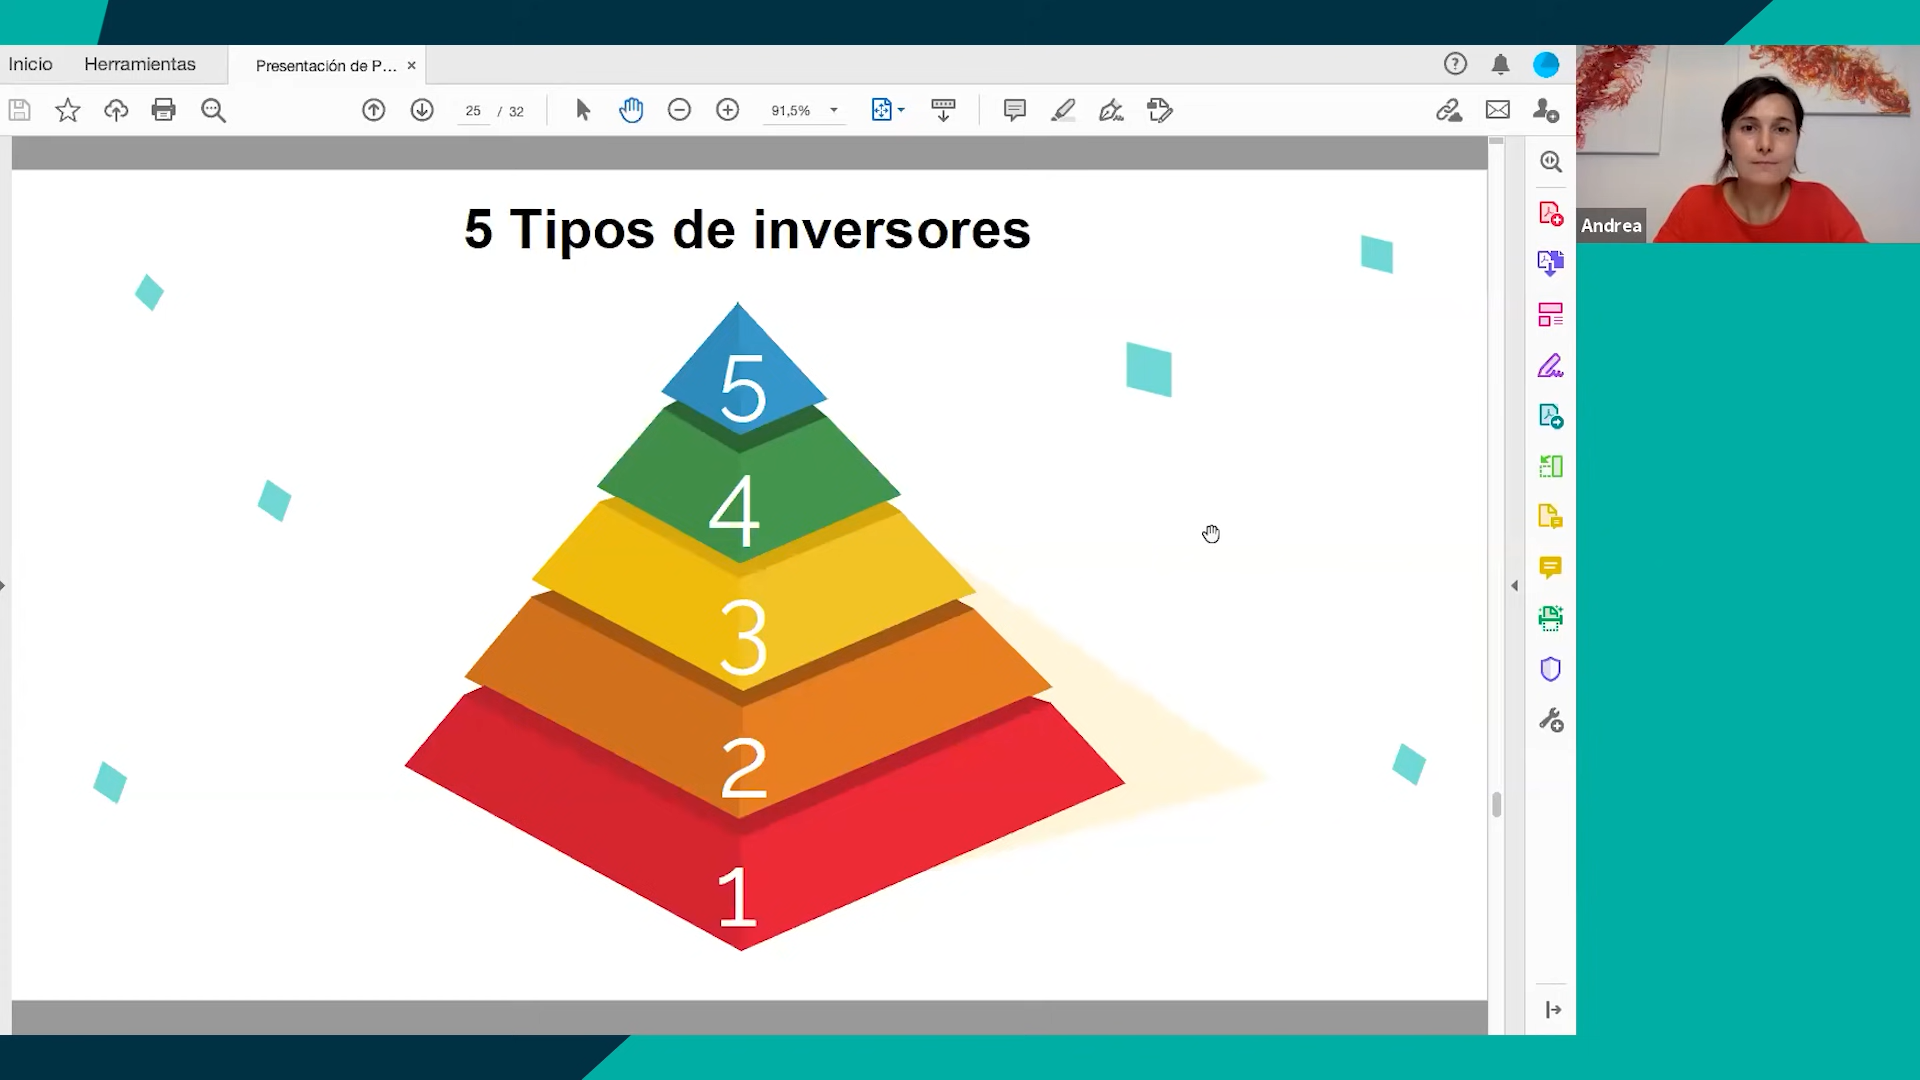 Inicio
Herramientas
Presentación de P... ×
25 / 32
91,5%
Andrea
5 Tipos de inversores
5
4
3
2
1